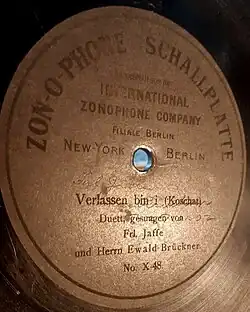 ZON-O-PHONE SCHALLPLATTE
INTERNATIONAL
ZONOPHONE COMPANY
FILIALE BERLIN
NEW-YORK BERLIN
Verlassen bin i (Koschat)
Duett, gesungen von
Frl. Jaffe
und Herrn Ewald Brückner
No. X 48